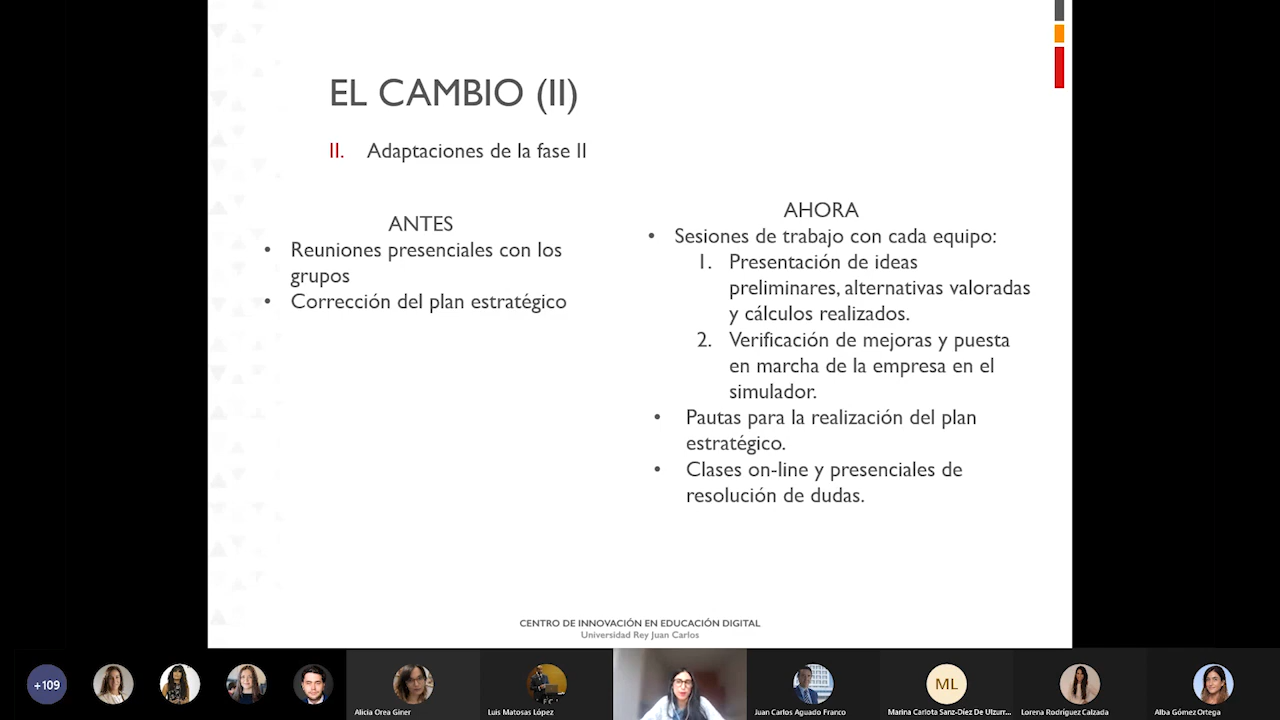 EL CAMBIO (II)
II. Adaptaciones de la fase II
ANTES
• Reuniones presenciales con los
grupos
• Corrección del plan estratégico
AHORA
• Sesiones de trabajo con cada equipo:
1. Presentación de ideas
preliminares, alternativas valoradas
y cálculos realizados.
2. Verificación de mejoras y puesta
en marcha de la empresa en el
simulador.
• Pautas para la realización del plan
estratégico.
• Clases on-line y presenciales de
resolución de dudas.
CENTRO DE INNOVACIÓN EN EDUCACIÓN DIGITAL
Universidad Rey Juan Carlos
+109
Alicia Orea Giner
Luis Matosas López
Juan Carlos Aguado Franco
ML
Marina Carlota Sanz-Díez De Ulzurr...
Lorena Rodríguez Calzada
Alba Gómez Ortega